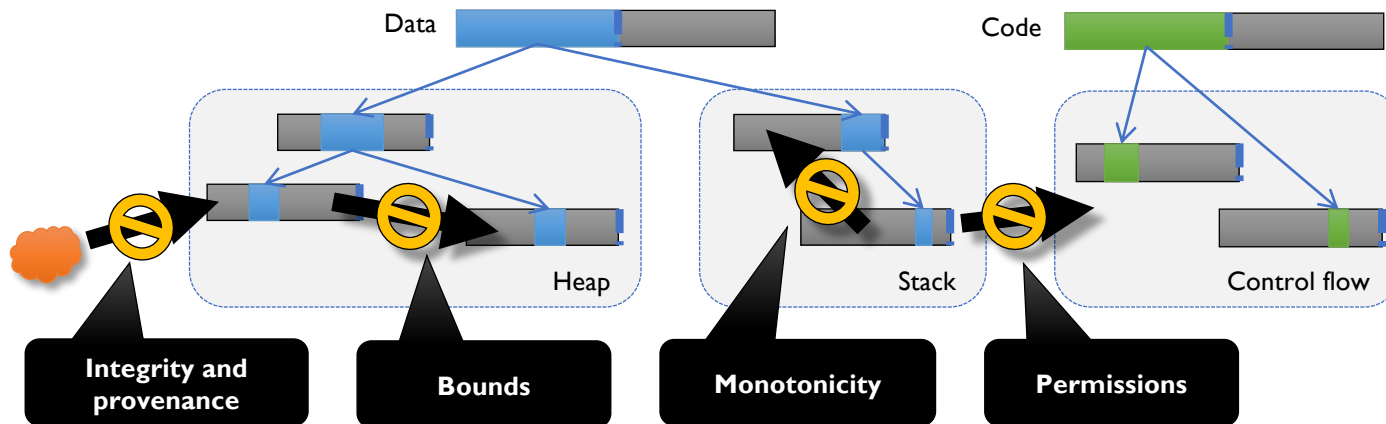 Data
Code
Heap
Stack
Control flow
Integrity and
provenance
Bounds
Monotonicity
Permissions